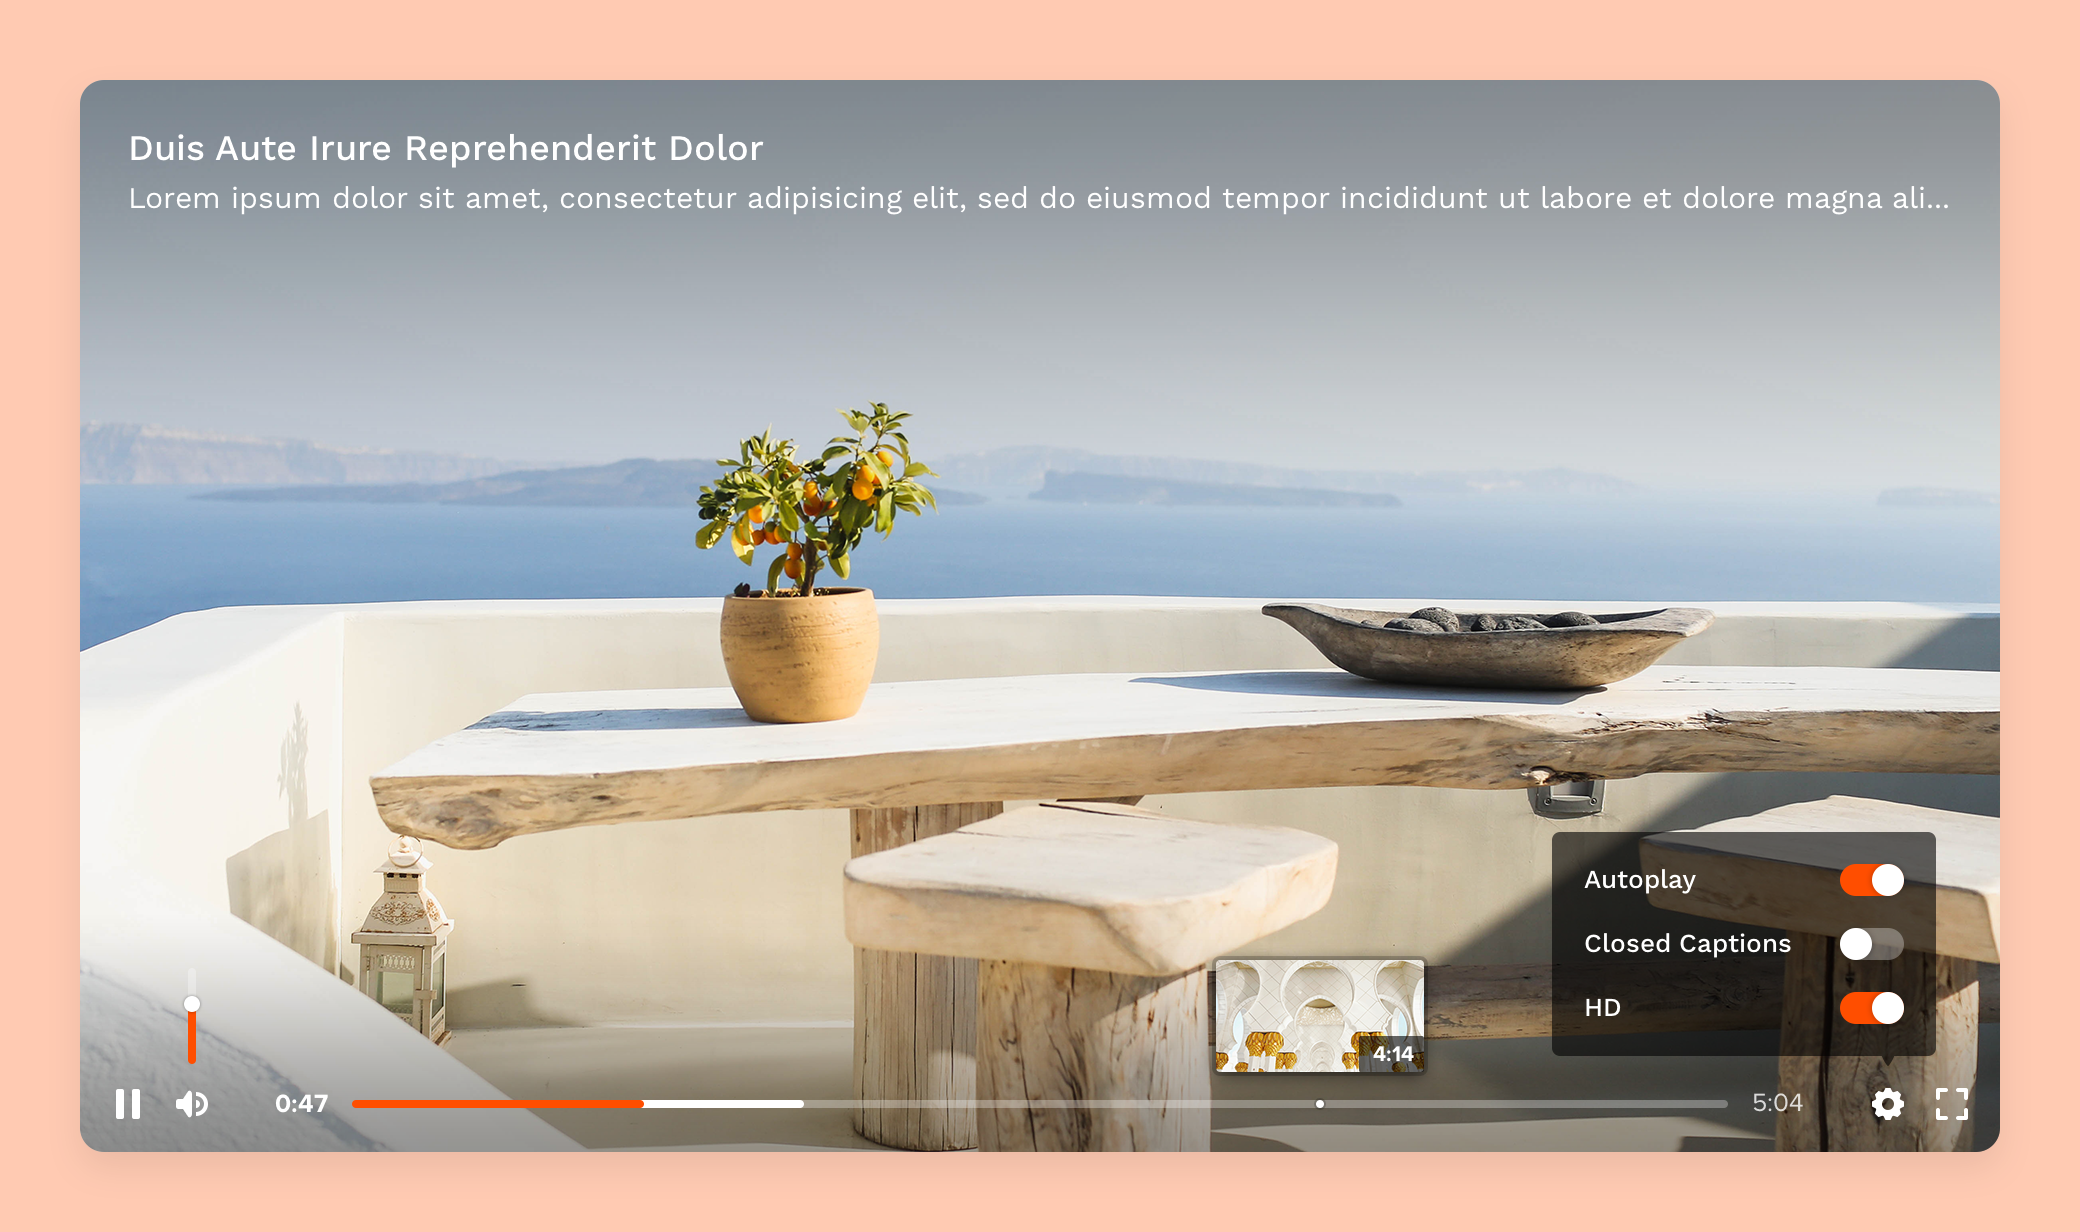 Duis Aute Irure Reprehenderit Dolor
Lorem ipsum dolor sit amet, consectetur adipisicing elit, sed do eiusmod tempor incididunt ut labore et dolore magna ali...
Autoplay
Closed Captions
HD
4:14
0:47
5:04